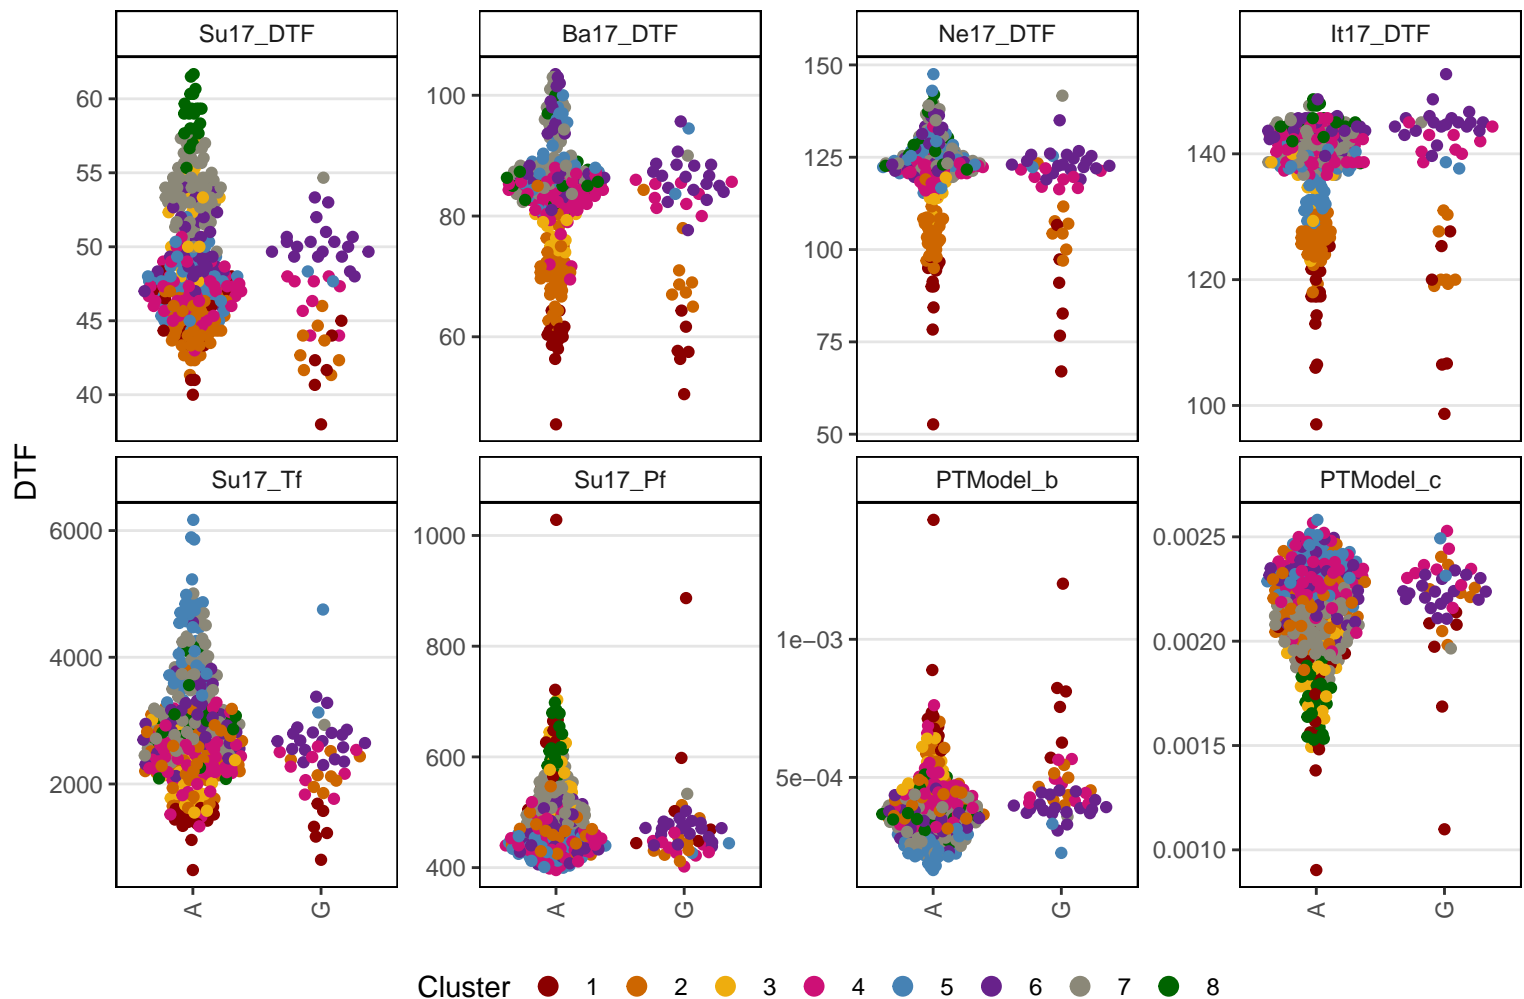 Su17_DTF Ba17_DTF Ne17_DTF It17_DTF
60 55 50 45 40
100 80 60
150 125 100 75 50
140 120 100
DTF
Su17_Tf Su17_Pf PTModel_b PTModel_c
6000 4000 2000
1000 800 600 400
1e−03 5e−04
0.0025 0.0020 0.0015 0.0010
A G A G A G A G
Cluster 1 2 3 4 5 6 7 8